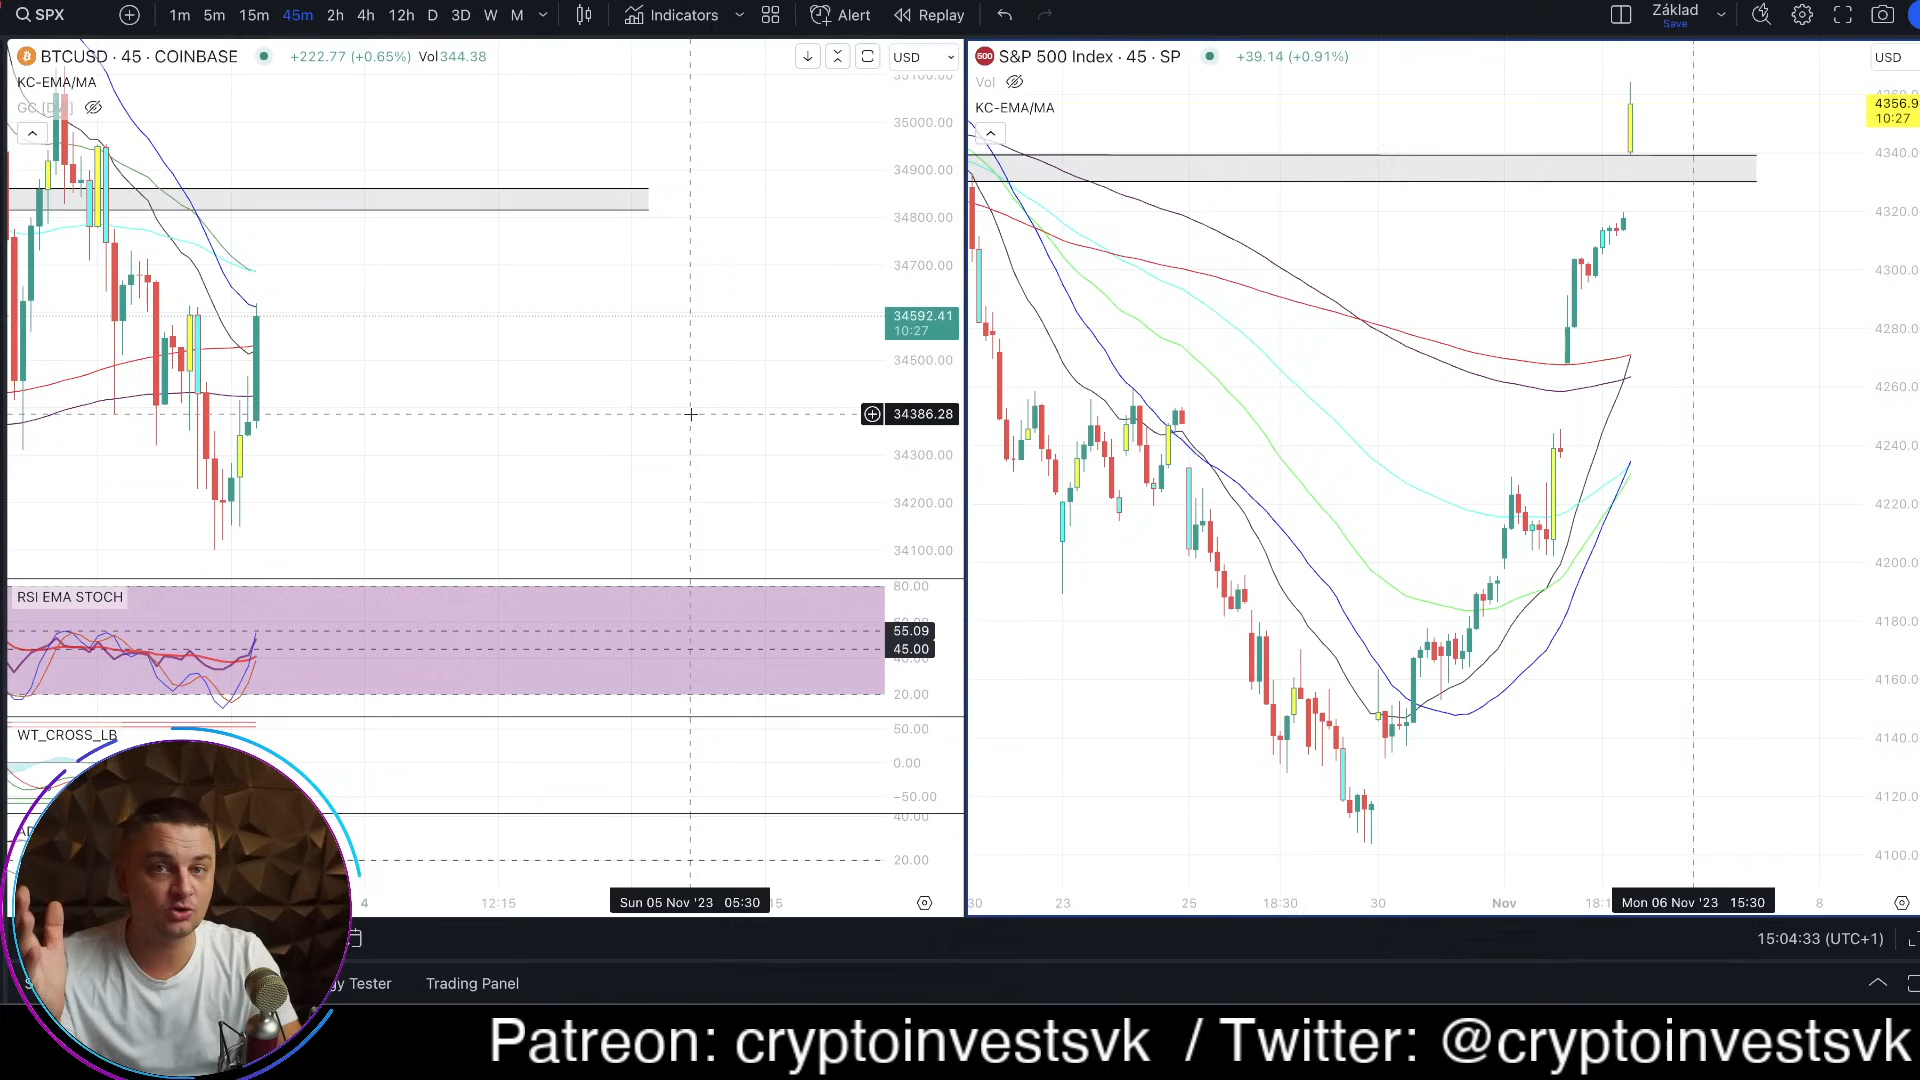 SPX 1m 5m 15m 45m 2h 4h 12h D 3D W M Indicators Alert Replay Základ
Save
BTCUSD · 45 · COINBASE +222.77 (+0.65%) Vol344.38 USD
KC-EMA/MA
35000.00
34900.00
34800.00
34700.00
34592.41
10:27
34500.00
34386.28
34300.00
34200.00
34100.00
RSI EMA STOCH
80.00
55.09
45.00
20.00
WT_CROSS_LB
50.00
0.00
−50.00
40.00
20.00
4 12:15 Sun 05 Nov '23 05:30
500 S&P 500 Index · 45 · SP +39.14 (+0.91%) USD
Vol
KC-EMA/MA
4356.9
10:27
4340.0
4320.0
4300.0
4280.0
4260.0
4240.0
4220.0
4200.0
4180.0
4160.0
4140.0
4120.0
4100.0
30 23 25 18:30 30 Nov Mon 06 Nov '23 15:30 8
15:04:33 (UTC+1)
Tester Trading Panel
Patreon: cryptoinvestsvk / Twitter: @cryptoinvestsvk